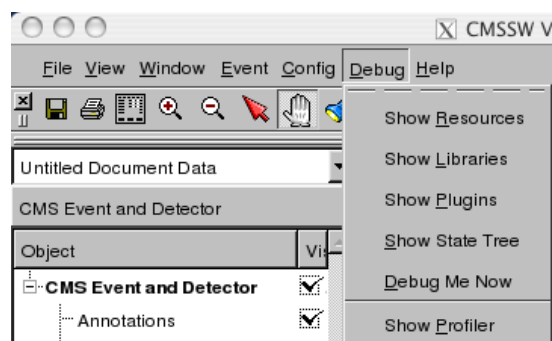 CMSSW V
File View Window Event Config Debug Help
Untitled Document Data
CMS Event and Detector
Object Vis
CMS Event and Detector
Annotations
Show Resources
Show Libraries
Show Plugins
Show State Tree
Debug Me Now
Show Profiler